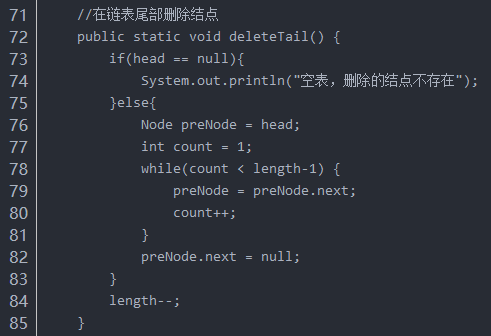 71 //在链表尾部删除结点
72 public static void deleteTail() {
73 if(head == null){
74 System.out.println("空表，删除的结点不存在");
75 }else{
76 Node preNode = head;
77 int count = 1;
78 while(count < length-1) {
79 preNode = preNode.next;
80 count++;
81 }
82 preNode.next = null;
83 }
84 length--;
85 }